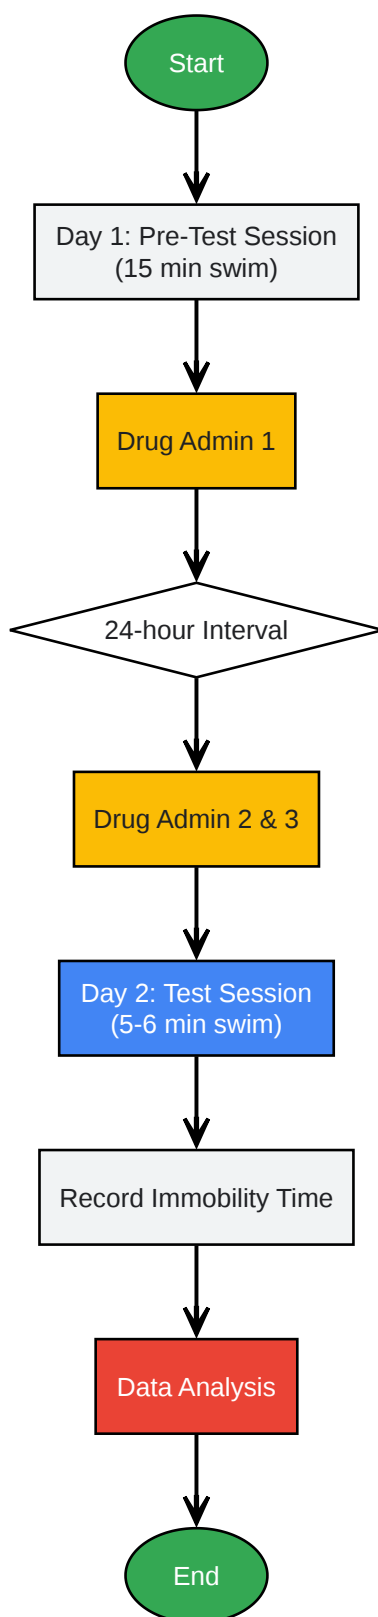 Start
Day 1: Pre-Test Session
(15 min swim)
Drug Admin 1
24-hour Interval
Drug Admin 2 & 3
Day 2: Test Session
(5-6 min swim)
Record Immobility Time
Data Analysis
End